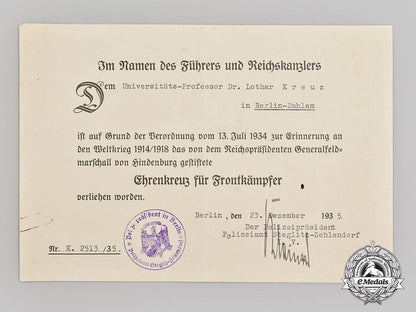 Im Namen des Führers und Reichskanzlers
Dem Universitäts-Professor Dr. Lothar Kreuz
in Berlin-Dahlem
ist auf Grund der Verordnung vom 13. Juli 1934 zur Erinnerung an
den Weltkrieg 1914/1918 das von dem Reichspräsidenten Generalfeld-
marschall von Hindenburg gestiftete
Ehrenkreuz für Frontkämpfer
verliehen worden.
Berlin, den 23. Dezember 1935
Der Polizeipräsident
Polizeiamt Steglitz-Zehlendorf
Nr. K. 2513 /35.